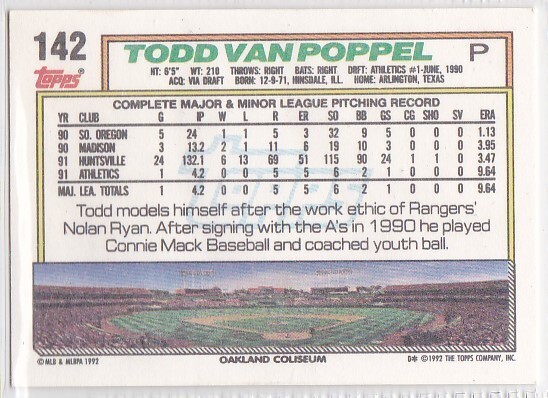 142
Topps®
TODD VAN POPPEL
P
HT: 6'5" WT: 210 THROWS: RIGHT BATS: RIGHT DRFT: ATHLETICS #1-JUNE, 1990
ACQ: VIA DRAFT BORN: 12-9-71, HINSDALE, ILL. HOME: ARLINGTON, TEXAS
COMPLETE MAJOR & MINOR LEAGUE PITCHING RECORD
YR CLUB G IP W L R ER SO BB GS CG SHO SV ERA
90 SO. OREGON 5 24 1 1 5 3 32 9 5 0 0 0 1.13
90 MADISON 3 13.2 1 1 11 6 19 10 3 0 0 0 3.95
91 HUNTSVILLE 24 132.1 6 13 69 51 115 90 24 1 1 0 3.47
91 ATHLETICS 1 4.2 0 0 5 5 6 2 1 0 0 0 9.64
MAJ. LEA. TOTALS 1 4.2 0 0 5 5 6 2 1 0 0 0 9.64
Todd models himself after the work ethic of Rangers'
Nolan Ryan. After signing with the A's in 1990 he played
Connie Mack Baseball and coached youth ball.
©MLB & MLBPA 1992
OAKLAND COLISEUM
D* ©1992 THE TOPPS COMPANY, INC.